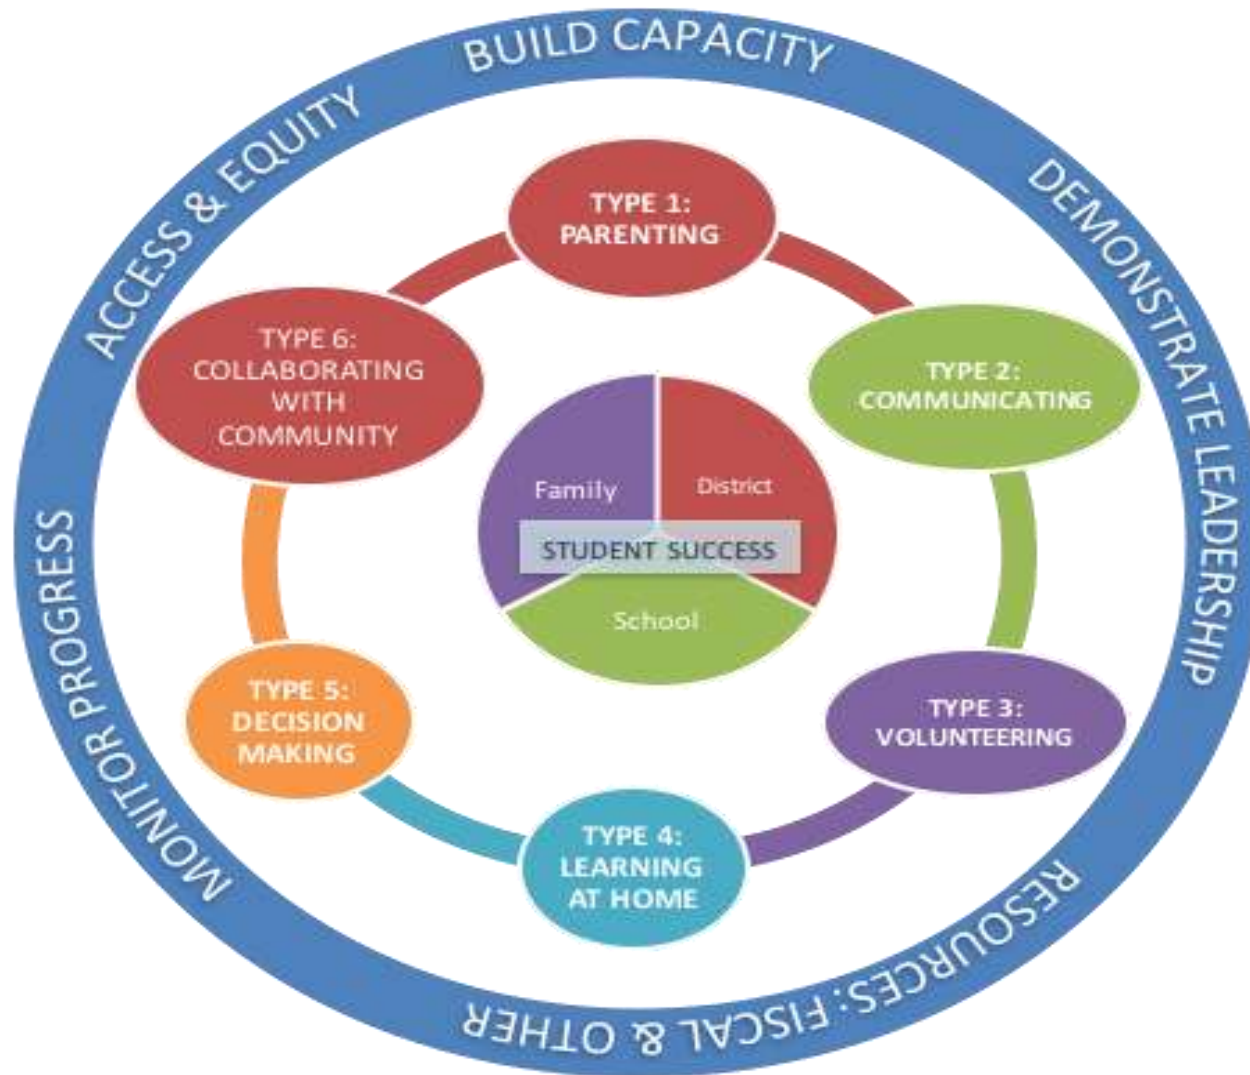 BUILD CAPACITY
DEMONSTRATE LEADERSHIP
RESOURCES: FISCAL & OTHER
MONITOR PROGRESS
ACCESS & EQUITY
TYPE 1:
PARENTING
TYPE 2:
COMMUNICATING
TYPE 3:
VOLUNTEERING
TYPE 4:
LEARNING
AT HOME
TYPE 5:
DECISION
MAKING
TYPE 6:
COLLABORATING
WITH
COMMUNITY
Family
District
STUDENT SUCCESS
School